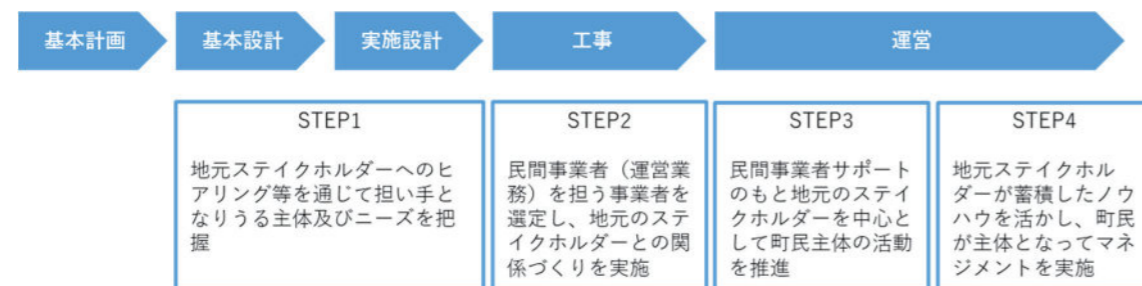 基本計画
基本設計
実施設計
工事
運営
STEP1
地元ステイクホルダーへのヒ
アリング等を通じて担い手と
なりうる主体及びニーズを把
握
STEP2
民間事業者（運営業
務）を担う事業者を
選定し、地元のステ
イクホルダーとの関
係づくりを実施
STEP3
民間事業者サポート
のもと地元のステイ
クホルダーを中心と
して町民主体の活動
を推進
STEP4
地元ステイクホル
ダーが蓄積したノウ
ハウを活かし、町民
が主体となってマネ
ジメントを実施